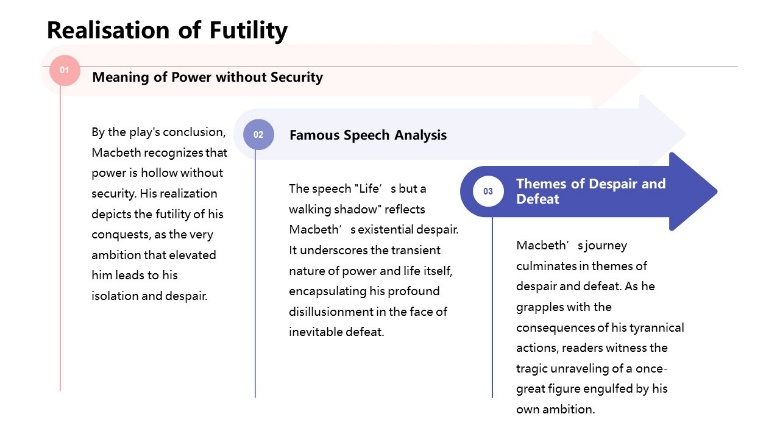 Realisation of Futility
01
Meaning of Power without Security
By the play's conclusion,
Macbeth recognizes that
power is hollow without
security. His realization
depicts the futility of his
conquests, as the very
ambition that elevated
him leads to his
isolation and despair.
02
Famous Speech Analysis
The speech "Life’s but a
walking shadow" reflects
Macbeth’s existential despair.
It underscores the transient
nature of power and life itself,
encapsulating his profound
disillusionment in the face of
inevitable defeat.
03
Themes of Despair and
Defeat
Macbeth’s journey
culminates in themes of
despair and defeat. As he
grapples with the
consequences of his tyrannical
actions, readers witness the
tragic unraveling of a once-
great figure engulfed by his
own ambition.